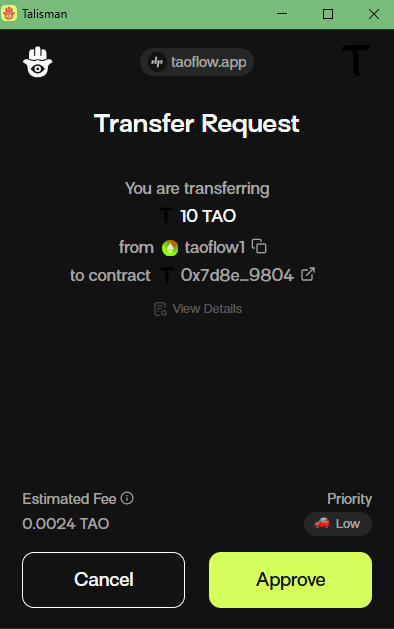 Talisman
taoflow.app
Transfer Request
You are transferring
10 TAO
from taoflow1
to contract 0x7d8e...9804
View Details
Estimated Fee
Priority
0.0024 TAO
Low
Cancel
Approve